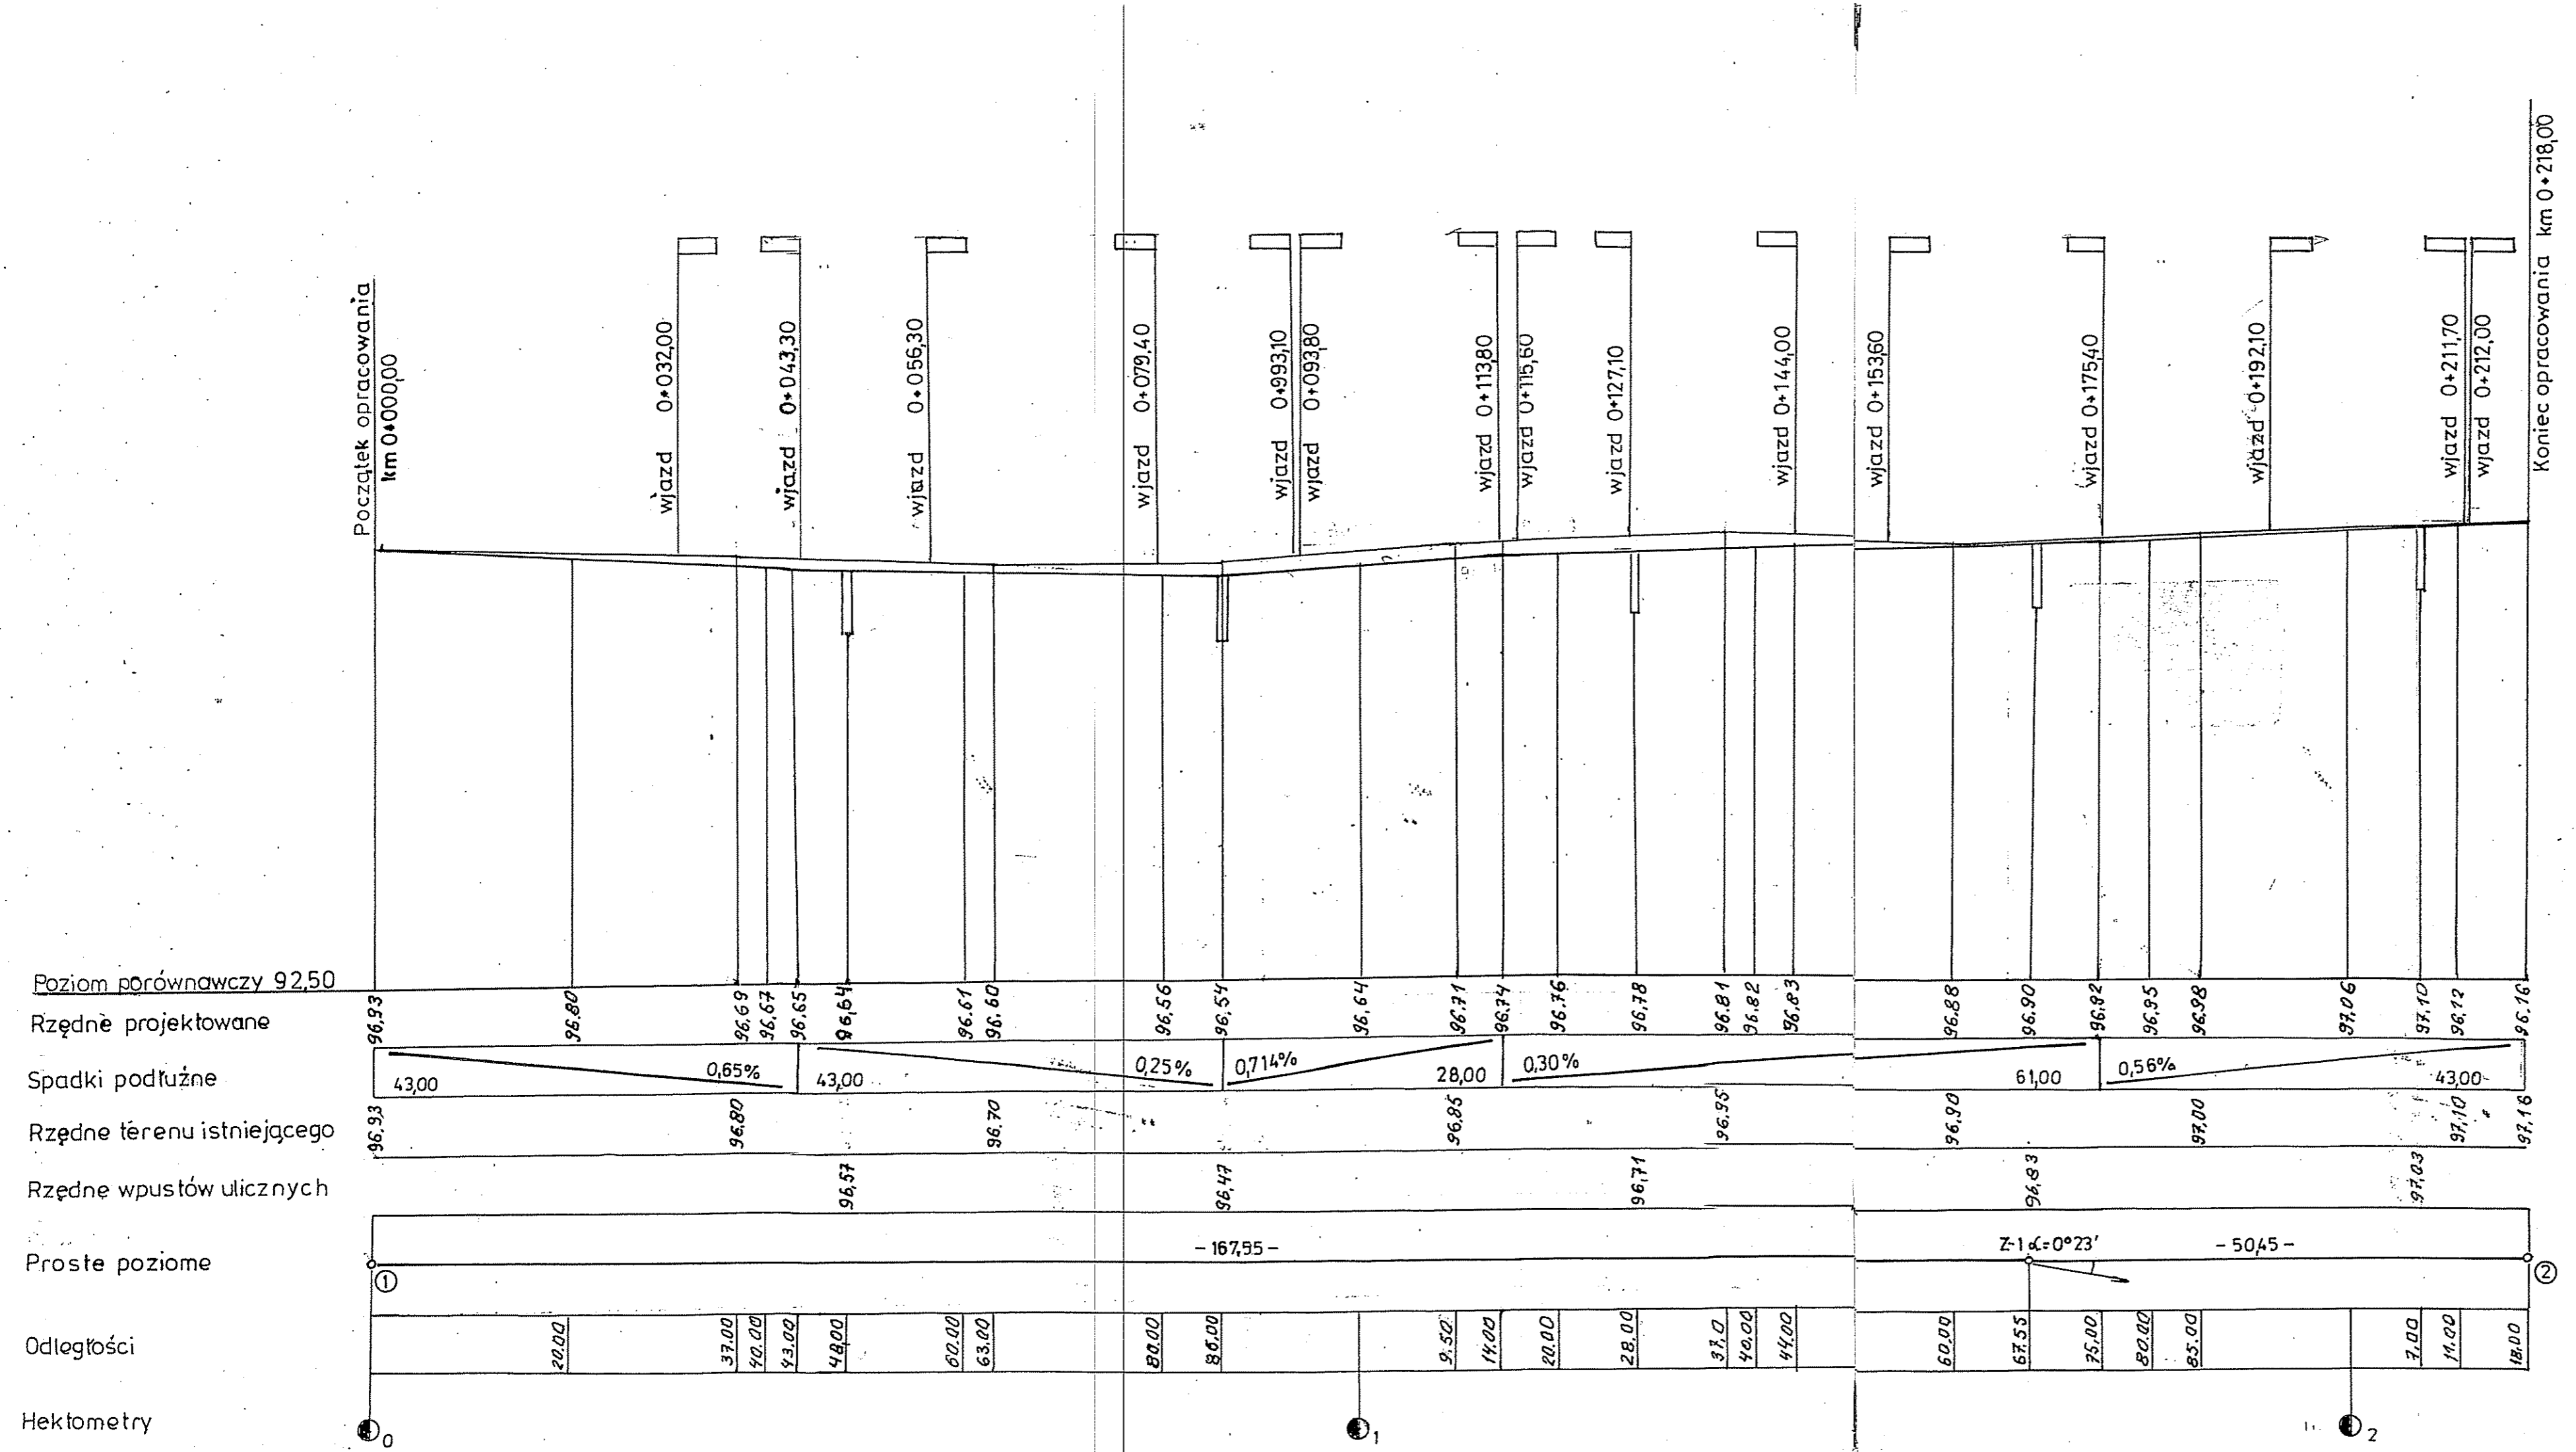 Początek opracowania
km 0+000,00
wjazd 0+032,00
wjazd 0+043,30
wjazd 0+056,30
wjazd 0+079,40
wjazd 0+993,10
wjazd 0+093,80
wjazd 0+113,80
wjazd 0+115,60
wjazd 0+127,10
wjazd 0+144,00
wjazd 0+153,60
wjazd 0+175,40
wjazd 0+192,10
wjazd 0+211,70
wjazd 0+212,00
Koniec opracowania km 0+218,00
Poziom porównawczy 92,50
Rzędne projektowane 96,93 96.80 96,69 96,67 96,65 96,64 96.61 96.60 96,56 96,54 96,64 96.71 96.74 96.76 96,78 96.81 96.82 96.83 96.88 96.90 96.92 96,95 96.98 97,06 97,10 96,12 96,16
Spadki podłużne 43,00 0,65% 43,00 0,25% 0,714% 28,00 0,30% 61,00 0,56% 43,00
Rzędne terenu istniejącego 96,93 96,80 96,70 96,85 96,95 96,90 97,00 97,10 97,16
Rzędne wpustów ulicznych 96,57 96,47 96,71 96,83 97,03
Proste poziome 1 -167,55- Z-1 α=0°23' -50,45- 2
Odległości 20.00 37.00 40.00 43.00 48.00 60.00 63.00 80.00 86,00 9.50 14.00 20.00 28.00 37.0 40.00 44.00 60.00 67.55 75.00 80.00 85.00 7.00 11.00 18.00
Hektometry 0 1 2